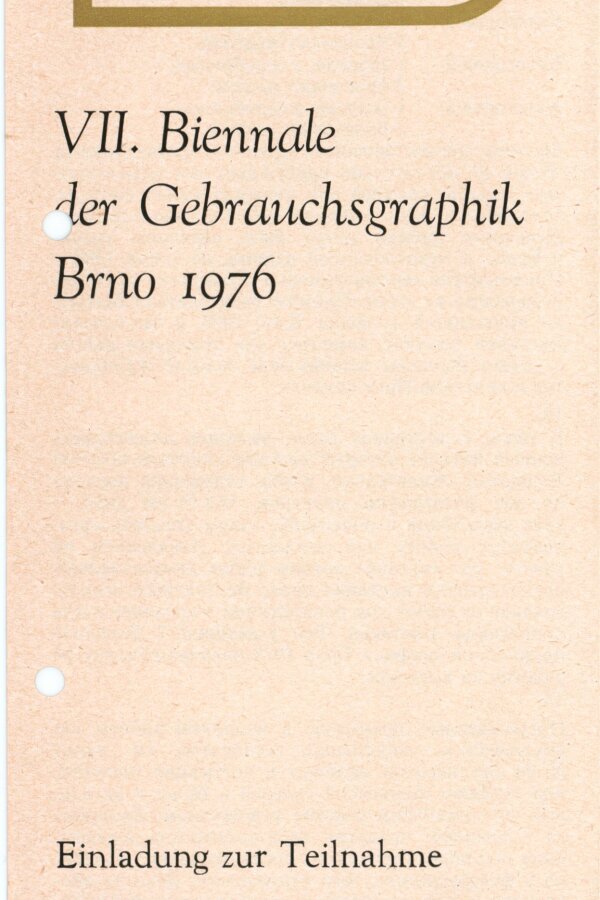 VII. Biennale
der Gebrauchsgraphik
Brno 1976
Einladung zur Teilnahme